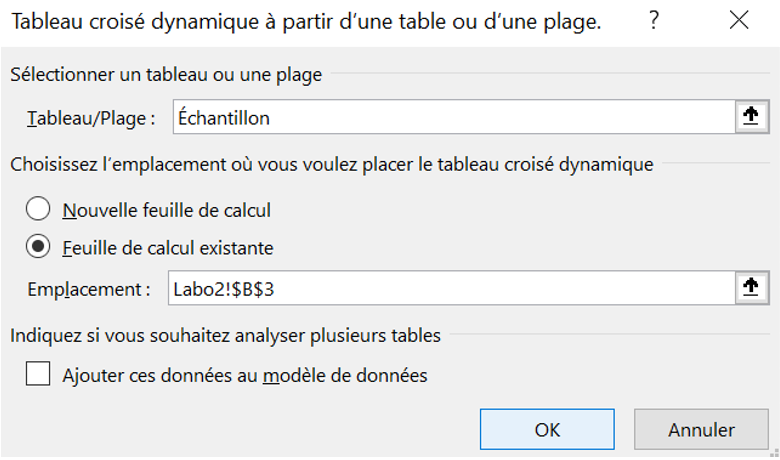 Tableau croisé dynamique à partir d’une table ou d’une plage. ?
Sélectionner un tableau ou une plage
Tableau/Plage : Échantillon
Choisissez l’emplacement où vous voulez placer le tableau croisé dynamique
Nouvelle feuille de calcul
Feuille de calcul existante
Emplacement : Labo2!$B$3
Indiquez si vous souhaitez analyser plusieurs tables
Ajouter ces données au modèle de données
OK Annuler